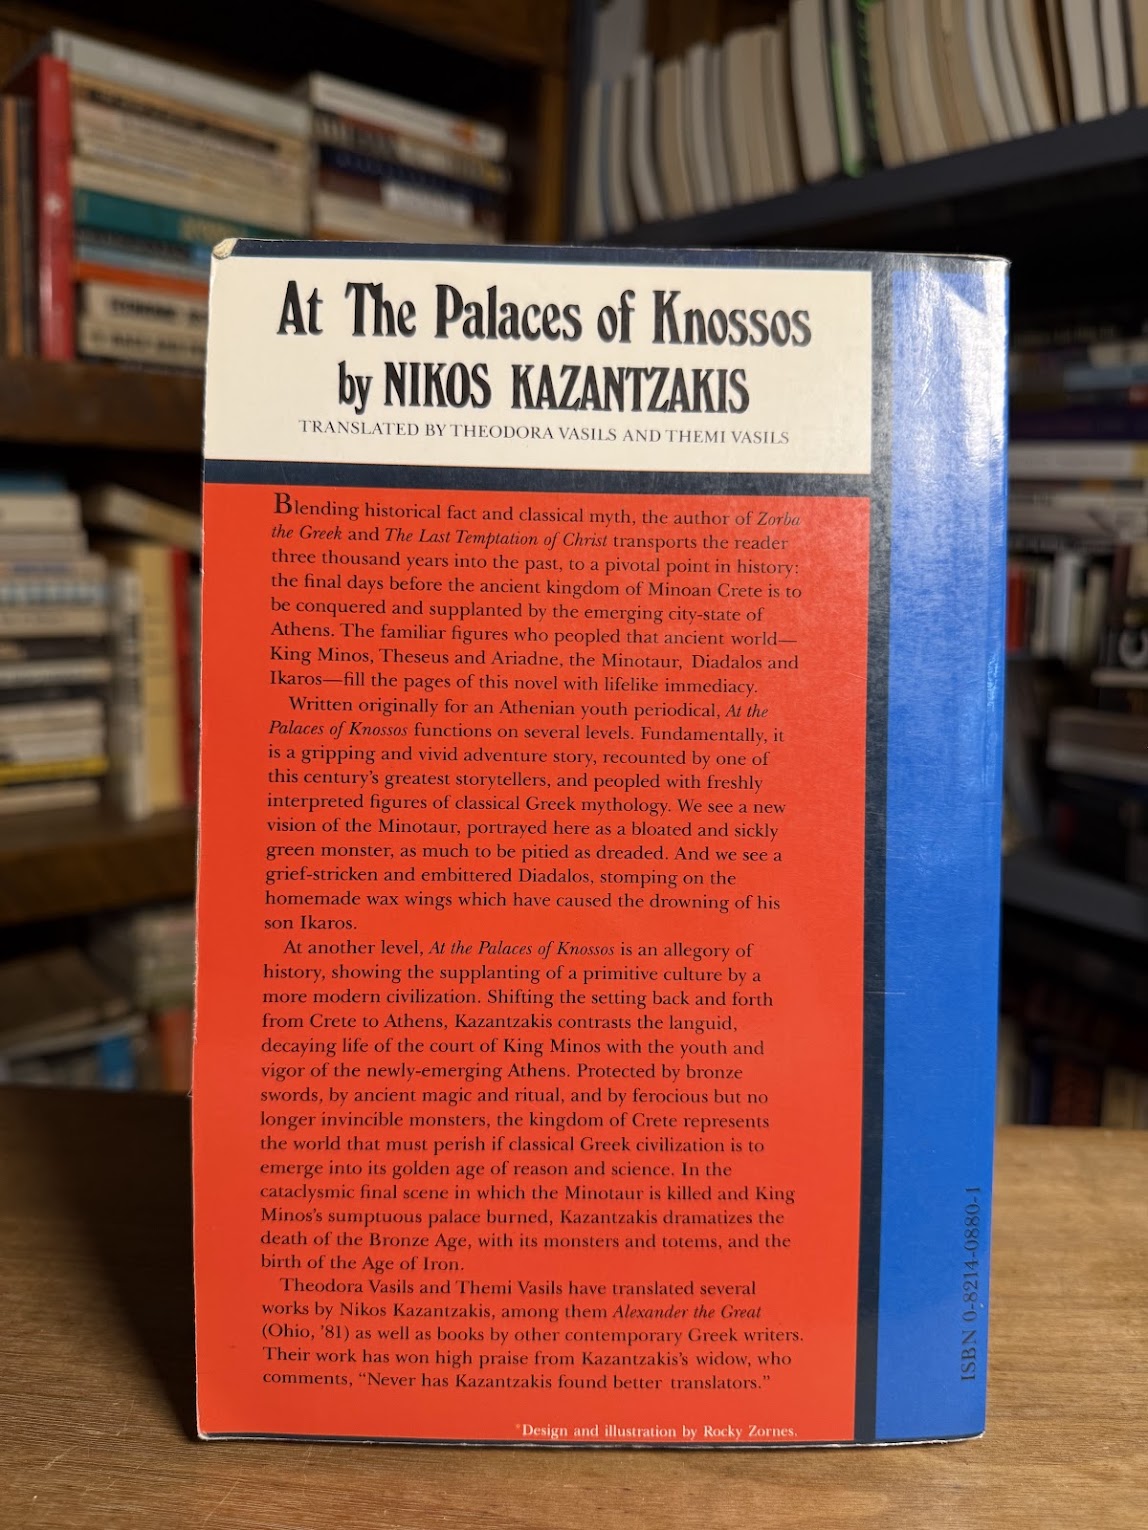 At The Palaces of Knossos
by NIKOS KAZANTZAKIS
TRANSLATED BY THEODORA VASILS AND THEMI VASILS
Blending historical fact and classical myth, the author of Zorba
the Greek and The Last Temptation of Christ transports the reader
three thousand years into the past, to a pivotal point in history:
the final days before the ancient kingdom of Minoan Crete is to
be conquered and supplanted by the emerging city-state of
Athens. The familiar figures who peopled that ancient world—
King Minos, Theseus and Ariadne, the Minotaur, Diadalos and
Ikaros—fill the pages of this novel with lifelike immediacy.
Written originally for an Athenian youth periodical, At the
Palaces of Knossos functions on several levels. Fundamentally, it
is a gripping and vivid adventure story, recounted by one of
this century's greatest storytellers, and peopled with freshly
interpreted figures of classical Greek mythology. We see a new
vision of the Minotaur, portrayed here as a bloated and sickly
green monster, as much to be pitied as dreaded. And we see a
grief-stricken and embittered Diadalos, stomping on the
homemade wax wings which have caused the drowning of his
son Ikaros.
At another level, At the Palaces of Knossos is an allegory of
history, showing the supplanting of a primitive culture by a
more modern civilization. Shifting the setting back and forth
from Crete to Athens, Kazantzakis contrasts the languid,
decaying life of the court of King Minos with the youth and
vigor of the newly-emerging Athens. Protected by bronze
swords, by ancient magic and ritual, and by ferocious but no
longer invincible monsters, the kingdom of Crete represents
the world that must perish if classical Greek civilization is to
emerge into its golden age of reason and science. In the
cataclysmic final scene in which the Minotaur is killed and King
Minos's sumptuous palace burned, Kazantzakis dramatizes the
death of the Bronze Age, with its monsters and totems, and the
birth of the Age of Iron.
Theodora Vasils and Themi Vasils have translated several
works by Nikos Kazantzakis, among them Alexander the Great
(Ohio, '81) as well as books by other contemporary Greek writers.
Their work has won high praise from Kazantzakis's widow, who
comments, "Never has Kazantzakis found better translators."
*Design and illustration by Rocky Zornes.
ISBN 0-8214-0880-1